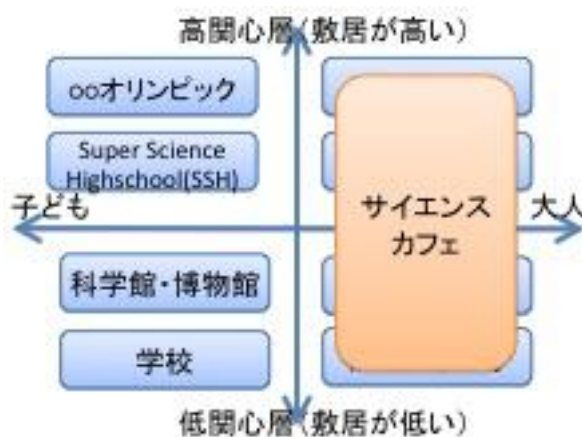 高関心層(敷居が高い)
○○オリンピック
Super Science
Highschool(SSH)
子ども
大人
サイエンス
カフェ
科学館・博物館
学校
低関心層(敷居が低い)